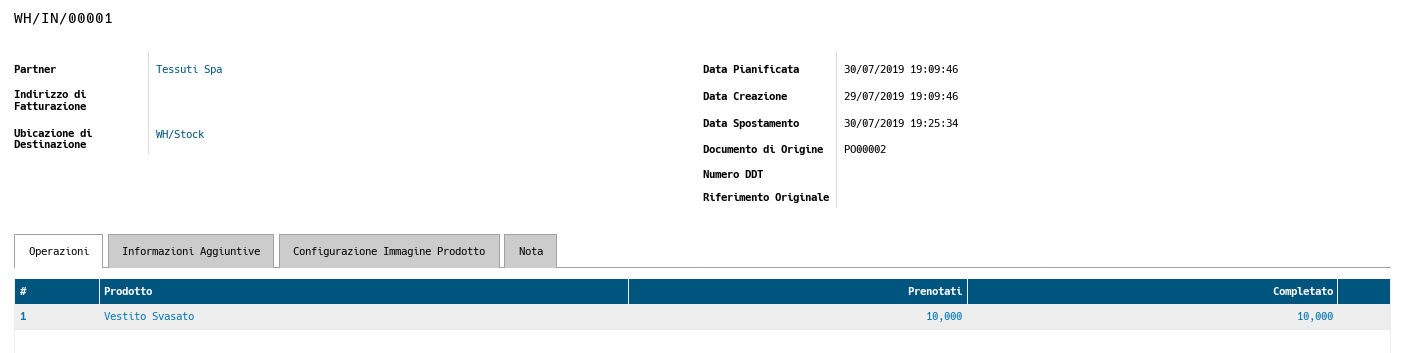 WH/IN/00001
Partner Tessuti Spa
Indirizzo di
Fatturazione
Ubicazione di
Destinazione WH/Stock
Data Pianificata 30/07/2019 19:09:46
Data Creazione 29/07/2019 19:09:46
Data Spostamento 30/07/2019 19:25:34
Documento di Origine PO00002
Numero DDT
Riferimento Originale
Operazioni Informazioni Aggiuntive Configurazione Immagine Prodotto Nota
# Prodotto Prenotati Completato
1 Vestito Svasato 10,000 10,000